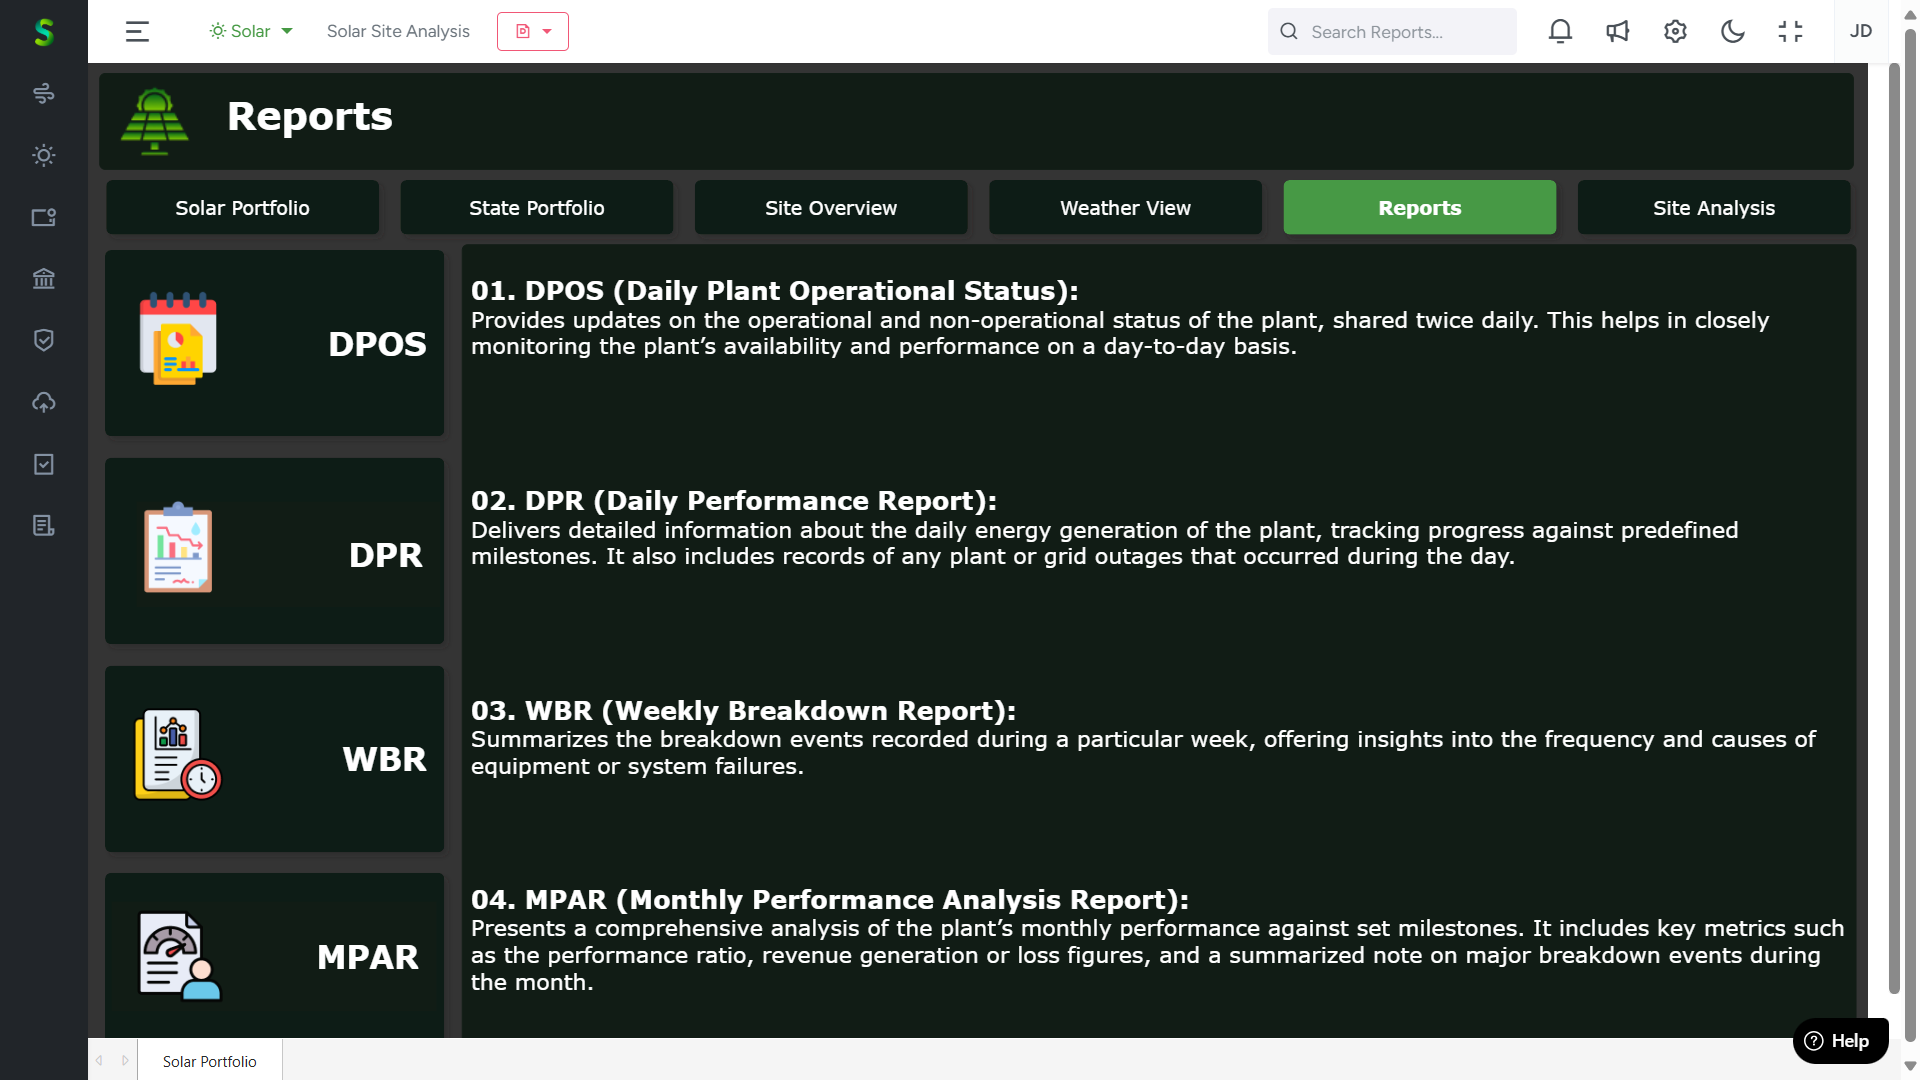 Solar
Solar Site Analysis
Search Reports...
JD
Reports
Solar Portfolio
State Portfolio
Site Overview
Weather View
Reports
Site Analysis
DPOS
01. DPOS (Daily Plant Operational Status):
Provides updates on the operational and non-operational status of the plant, shared twice daily. This helps in closely
monitoring the plant’s availability and performance on a day-to-day basis.
DPR
02. DPR (Daily Performance Report):
Delivers detailed information about the daily energy generation of the plant, tracking progress against predefined
milestones. It also includes records of any plant or grid outages that occurred during the day.
WBR
03. WBR (Weekly Breakdown Report):
Summarizes the breakdown events recorded during a particular week, offering insights into the frequency and causes of
equipment or system failures.
MPAR
04. MPAR (Monthly Performance Analysis Report):
Presents a comprehensive analysis of the plant’s monthly performance against set milestones. It includes key metrics such
as the performance ratio, revenue generation or loss figures, and a summarized note on major breakdown events during
the month.
Help
Solar Portfolio